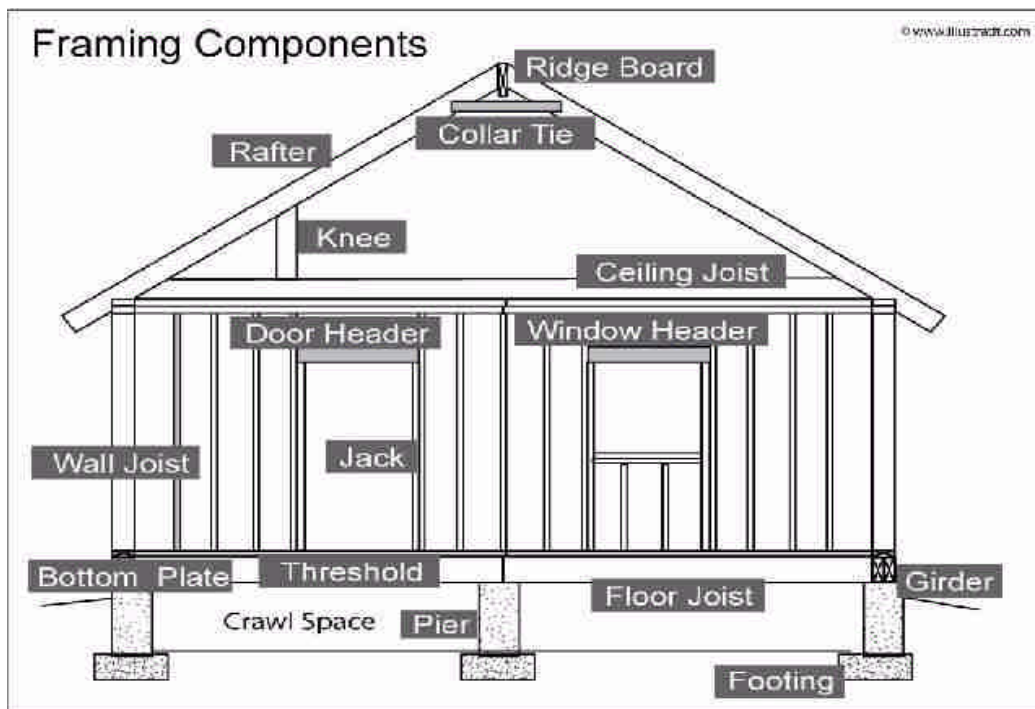 Framing Components
©www.illustradt.com
Ridge Board
Collar Tie
Rafter
Knee
Ceiling Joist
Door Header
Window Header
Wall Joist
Jack
Bottom Plate
Threshold
Floor Joist
Girder
Crawl Space
Pier
Footing